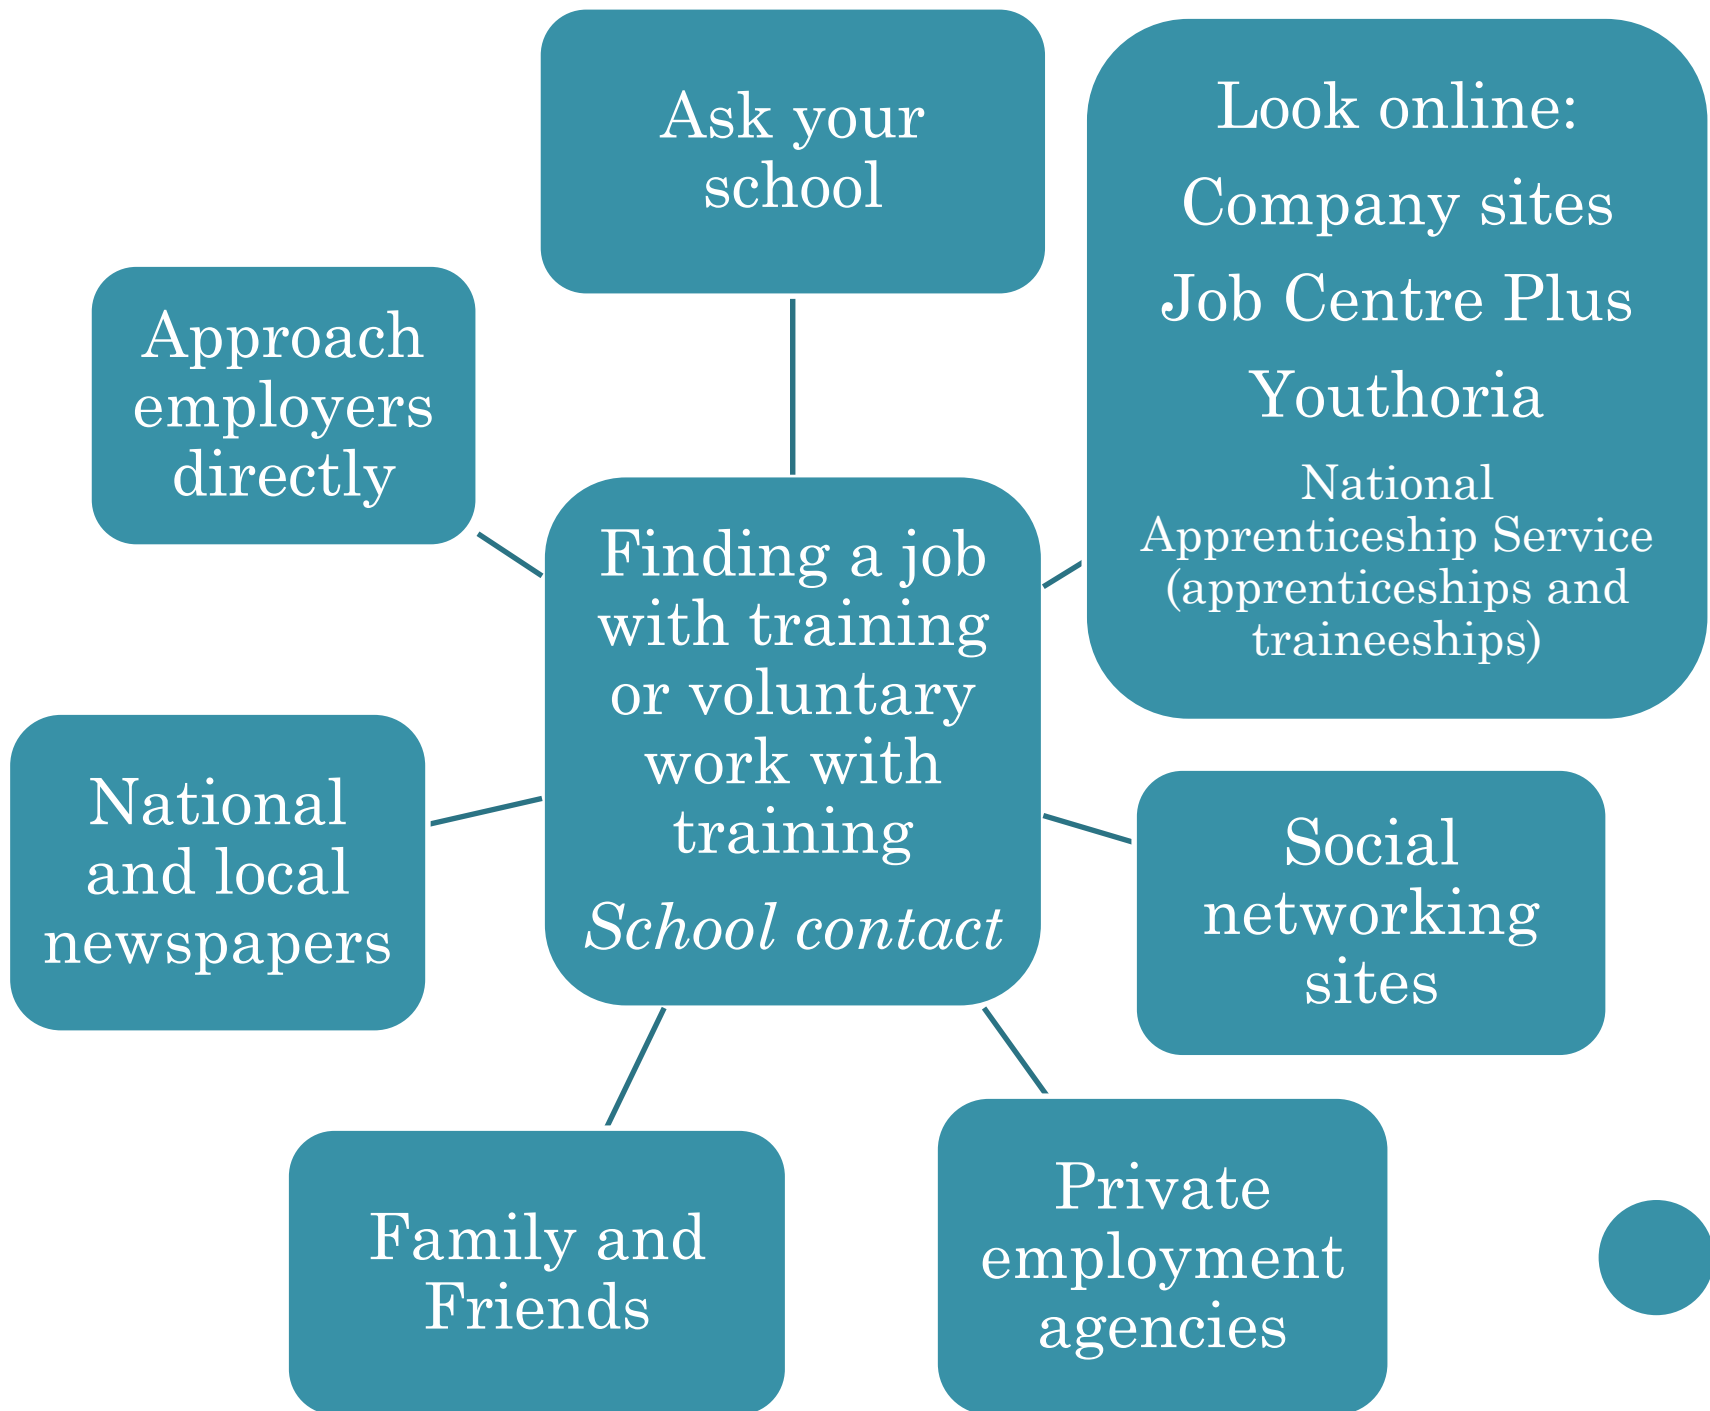 Ask your
school
Look online:
Company sites
Job Centre Plus
Youthoria
National
Apprenticeship Service
(apprenticeships and
traineeships)
Approach
employers
directly
Finding a job
with training
or voluntary
work with
training
School contact
National
and local
newspapers
Social
networking
sites
Family and
Friends
Private
employment
agencies